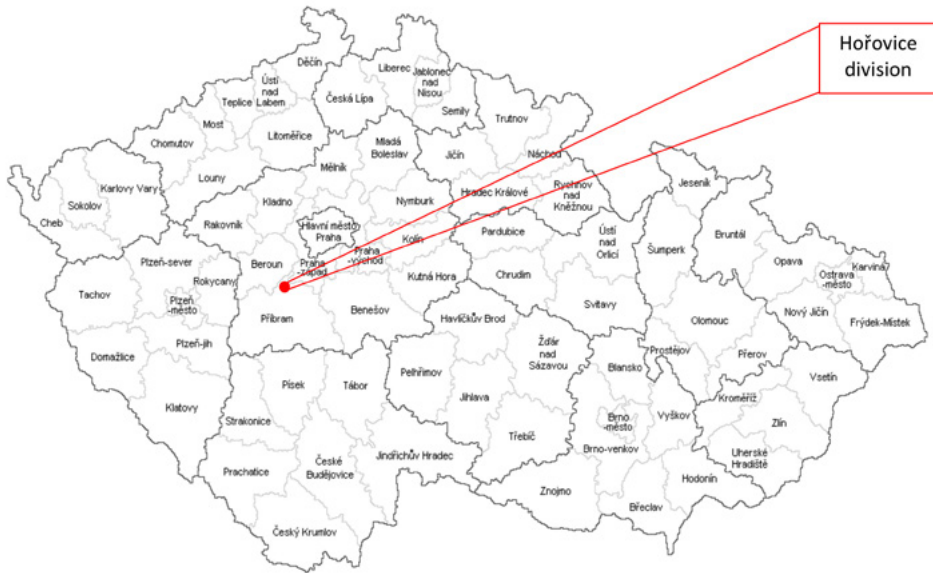 Hořovice
division
Děčín
Liberec
Jablonec
nad
Nisou
Ústí
nad
Labem
Teplice
Česká Lípa
Semily
Trutnov
Most
Litoměřice
Chomutov
Mladá
Boleslav
Jičín
Náchod
Louny
Mělník
Jeseník
Karlovy Vary
Hradec Králové
Rychnov
nad
Kněžnou
Sokolov
Kladno
Nymburk
Cheb
Rakovník
Hlavní město
Praha
Pardubice
Ústí
nad
Orlicí
Šumperk
Bruntál
Kolín
Praha
-východ
Plzeň-sever
Beroun
Praha
-západ
Opava
Karviná7
Ostrava
-město
Rokycany
Kutná Hora
Chrudim
Tachov
Plzeň
-město
Svitavy
Příbram
Benešov
Havlíčkův Brod
Olomouc
Nový Jičín
Frýdek-Místek
Plzeň-jih
Žďár
nad
Sázavou
Domažlice
Prostějov
Přerov
Blansko
Pelhřimov
Vsetín
Písek
Tábor
Klatovy
Jihlava
Kroměříž
Strakonice
Brno
-město
Vyškov
Zlín
Třebíč
Brno-venkov
Uherské
Hradiště
Jindřichův Hradec
Prachatice
České
Budějovice
Hodonín
Znojmo
Břeclav
Český Krumlov